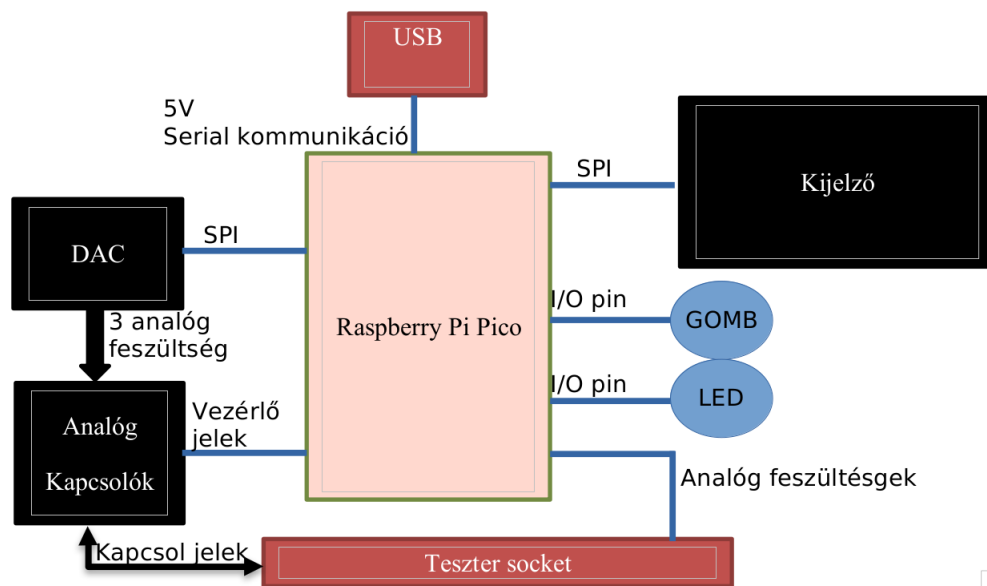 USB
5V
Serial kommunikáció
SPI
Kijelző
SPI
DAC
I/O pin
GOMB
3 analóg
feszültség
Raspberry Pi Pico
I/O pin
LED
Vezérlő
jelek
Analóg
Kapcsolók
Analóg feszültésgek
Kapcsol jelek
Teszter socket